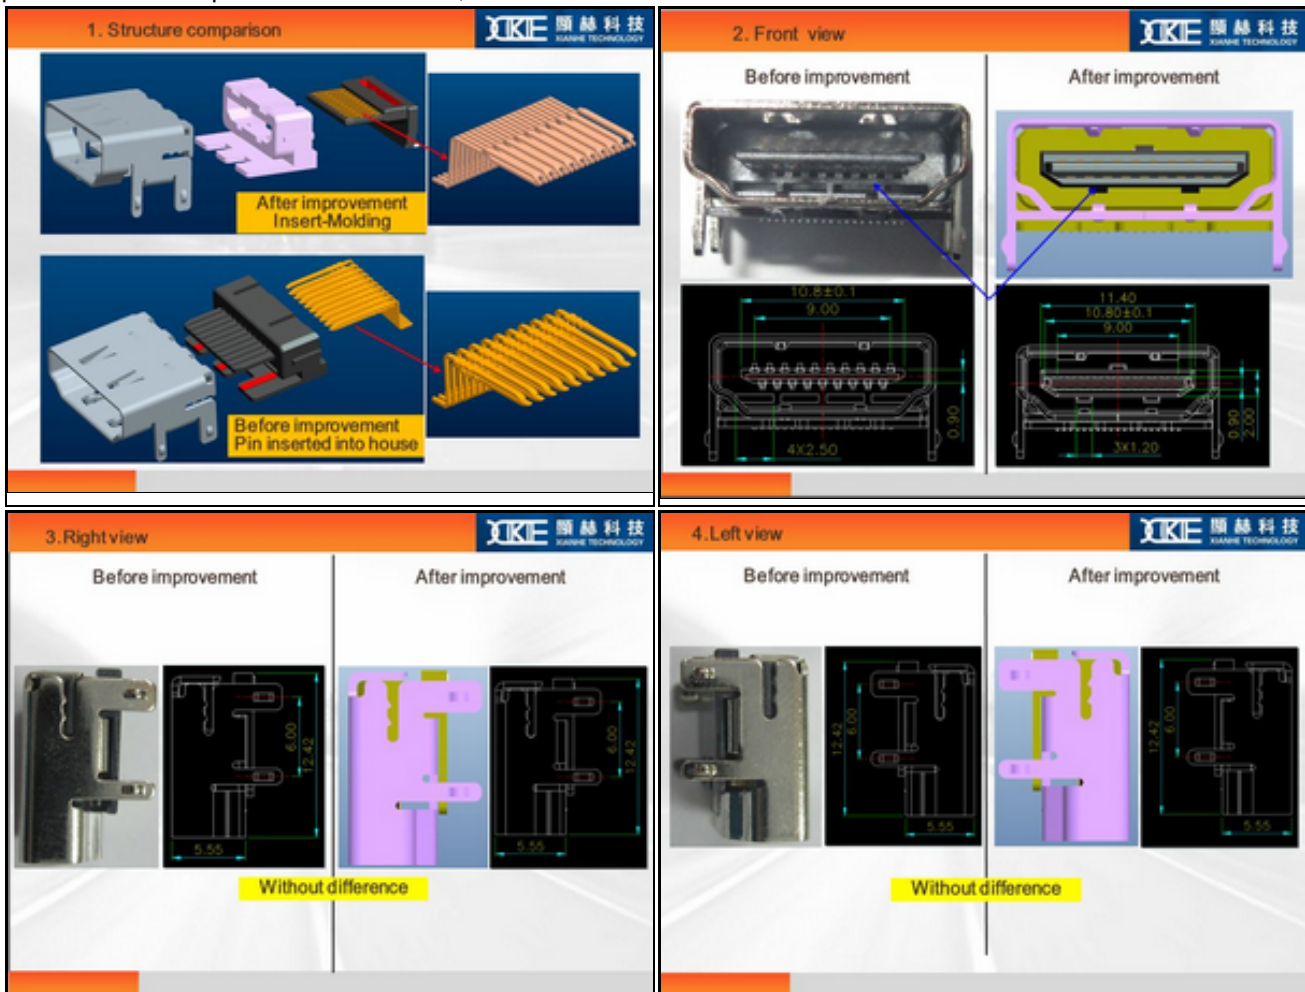 1. Structure comparison
XKE 顯赫科技
XIANHE TECHNOLOGY
After improvement
Insert-Molding
Before improvement
Pin inserted into house
2. Front view
顯赫科技
XIANHE TECHNOLOGY
Before improvement
After improvement
10.8±0.1
9.00
0.90
4X2.50
11.40
10.80±0.1
9.00
0.90
2.00
3X1.20
3.Right view
顯赫科技
XIANHE TECHNOLOGY
Before improvement
After improvement
6.00
12.42
5.55
6.00
12.42
5.55
Without difference
4.Left view
顯赫科技
XIANHE TECHNOLOGY
Before improvement
After improvement
12.42
6.00
5.55
12.42
6.00
5.55
Without difference